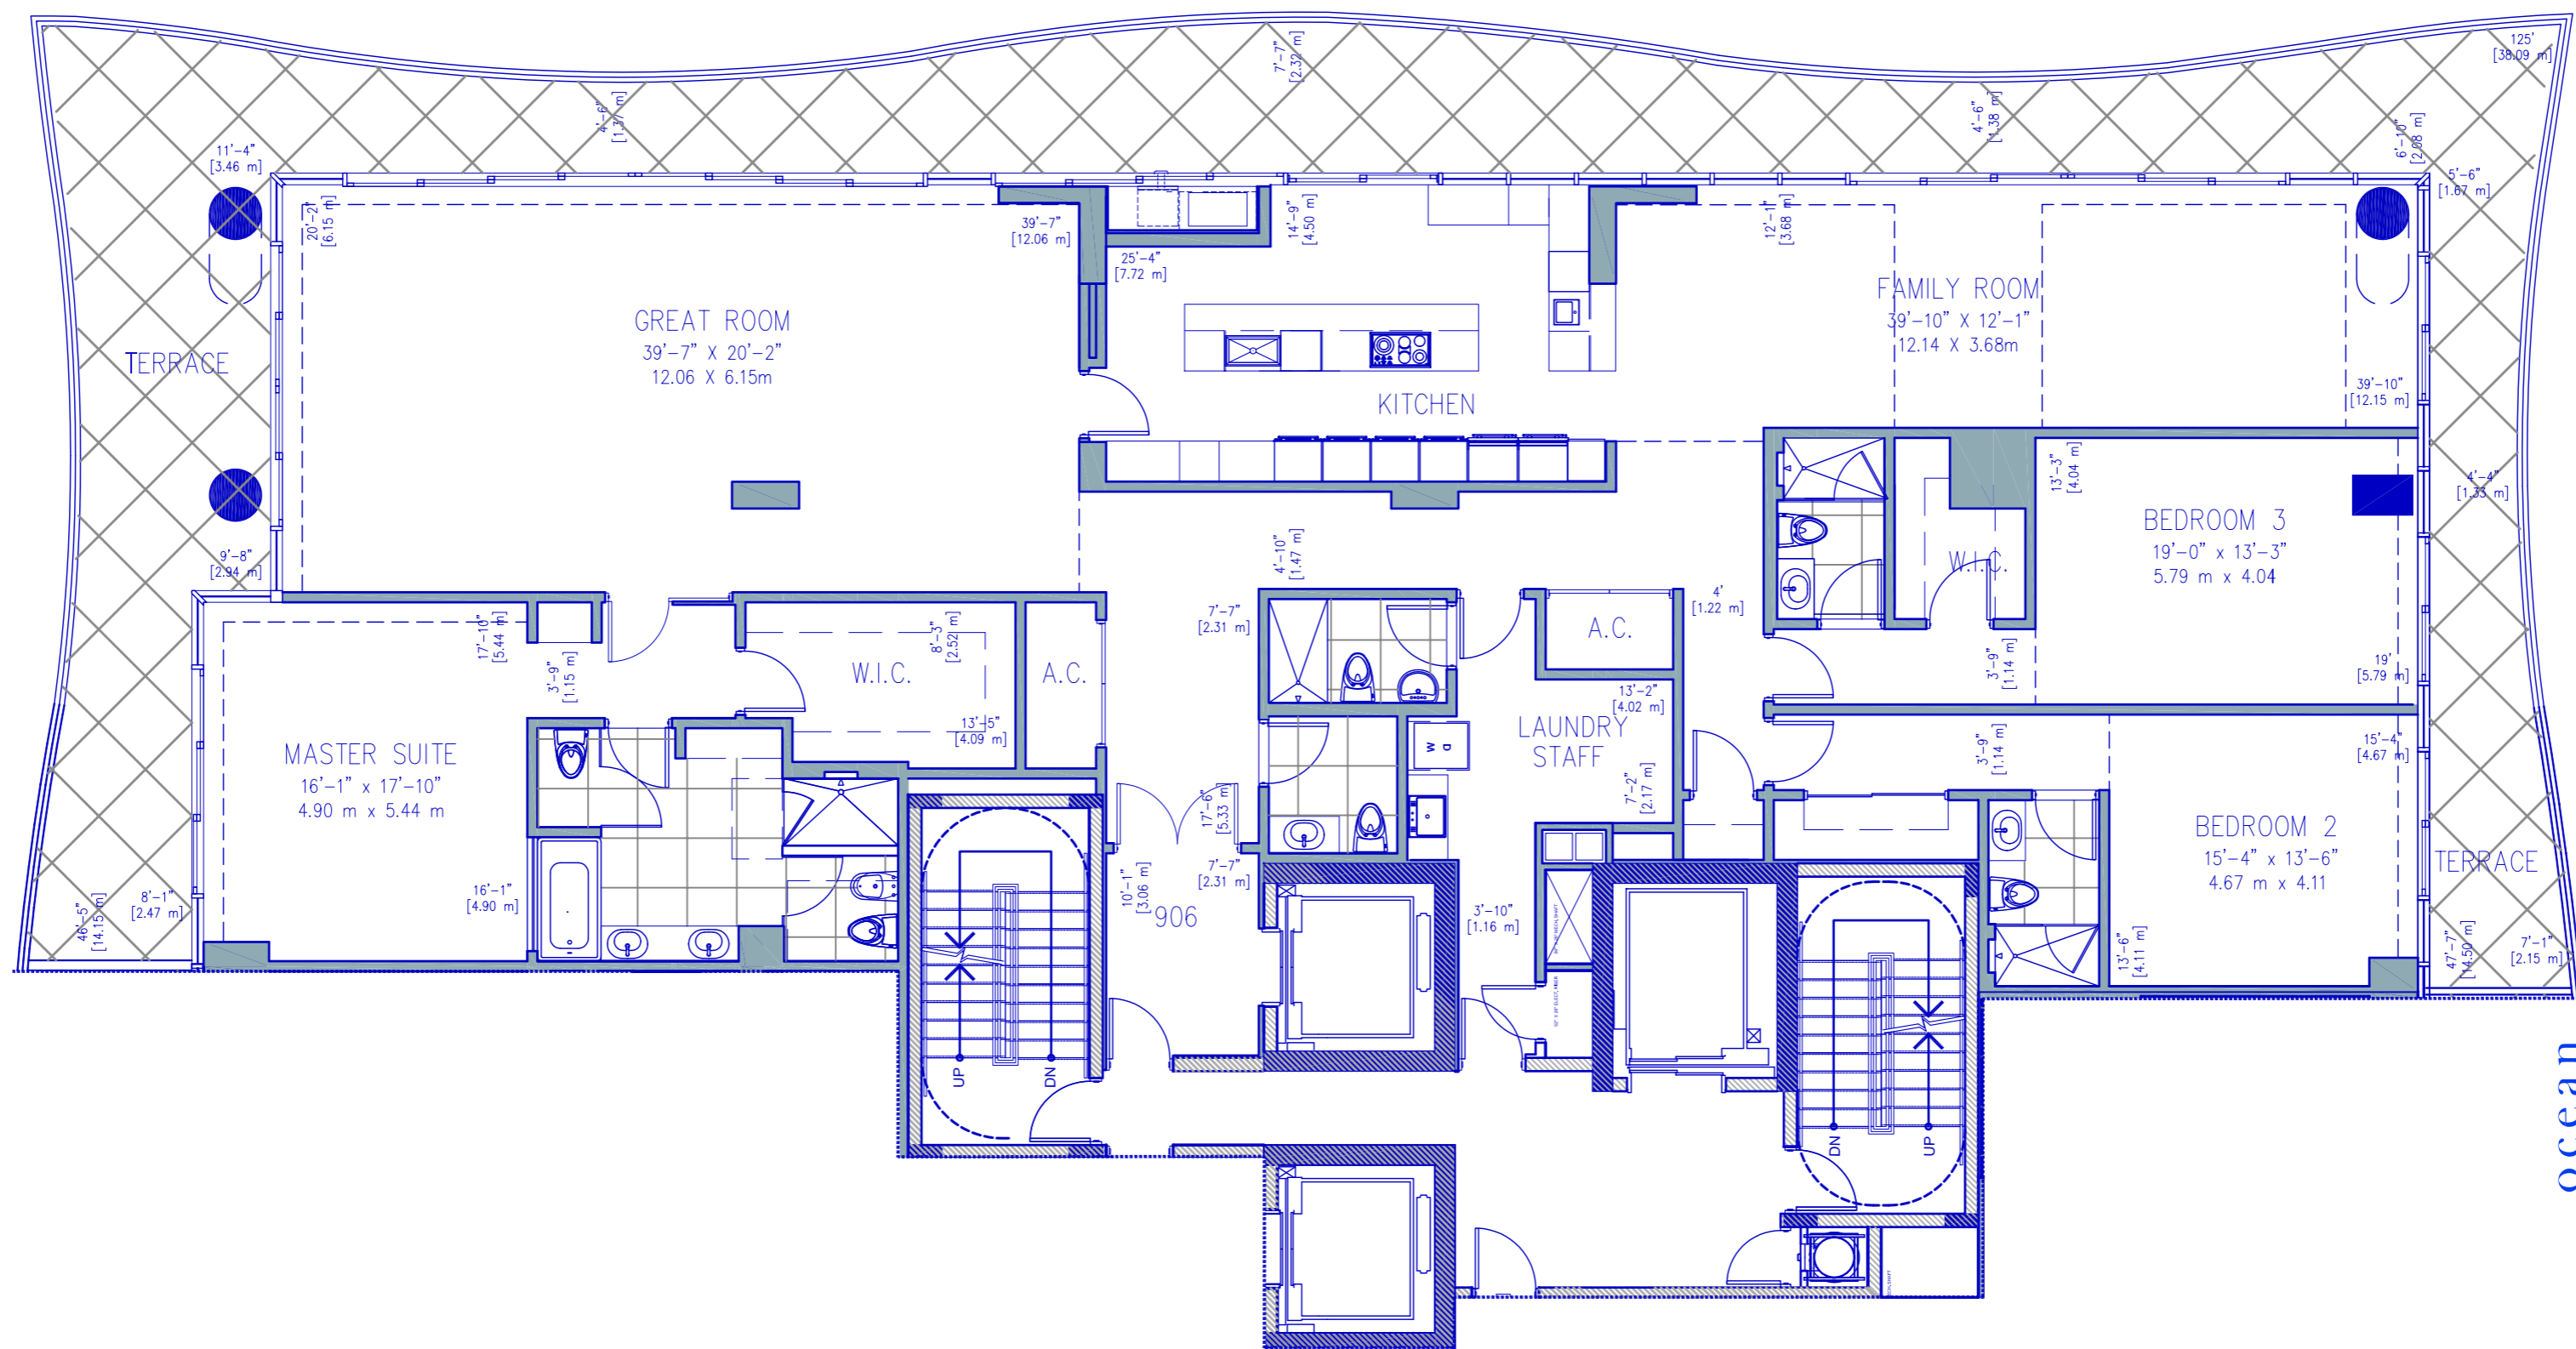 125'
[38.09 m]
7'-7"
[2.32 m]
4'-6"
[1.37 m]
4'-6"
[1.38 m]
6'-10"
[2.08 m]
11'-4"
[3.46 m]
5'-6"
[1.67 m]
20'-2"
[6.15 m]
39'-7"
[12.06 m]
14'-9"
[4.50 m]
12'-1"
[3.68 m]
25'-4"
[7.72 m]
GREAT ROOM
39'-7" X 20'-2"
12.06 X 6.15m
FAMILY ROOM
39'-10" X 12'-1"
12.14 X 3.68m
TERRACE
KITCHEN
39'-10"
[12.15 m]
13'-3"
[4.04 m]
4'-4"
[1.33 m]
BEDROOM 3
19'-0" x 13'-3"
5.79 m x 4.04
W.I.C.
9'-8"
[2.94 m]
4'-10"
[1.47 m]
17'-10"
[5.44 m]
3'-9"
[1.15 m]
8'-3"
[2.52 m]
W.I.C.
A.C.
7'-7"
[2.31 m]
A.C.
4'
[1.22 m]
3'-9"
[1.14 m]
19'
[5.79 m]
13'-5"
[4.09 m]
13'-2"
[4.02 m]
LAUNDRY
STAFF
W
D
MASTER SUITE
16'-1" x 17'-10"
4.90 m x 5.44 m
7'-2"
[2.17 m]
3'-9"
[1.14 m]
15'-4"
[4.67 m]
17'-6"
[5.33 m]
BEDROOM 2
15'-4" x 13'-6"
4.67 m x 4.11
TERRACE
46'-5"
[14.15 m]
8'-1"
[2.47 m]
16'-1"
[4.90 m]
10'-1"
[3.06 m]
7'-7"
[2.31 m]
906
3'-10"
[1.16 m]
13'-6"
[4.11 m]
47'-7"
[14.50 m]
7'-1"
[2.15 m]
UP
DN
DN
UP
ocean